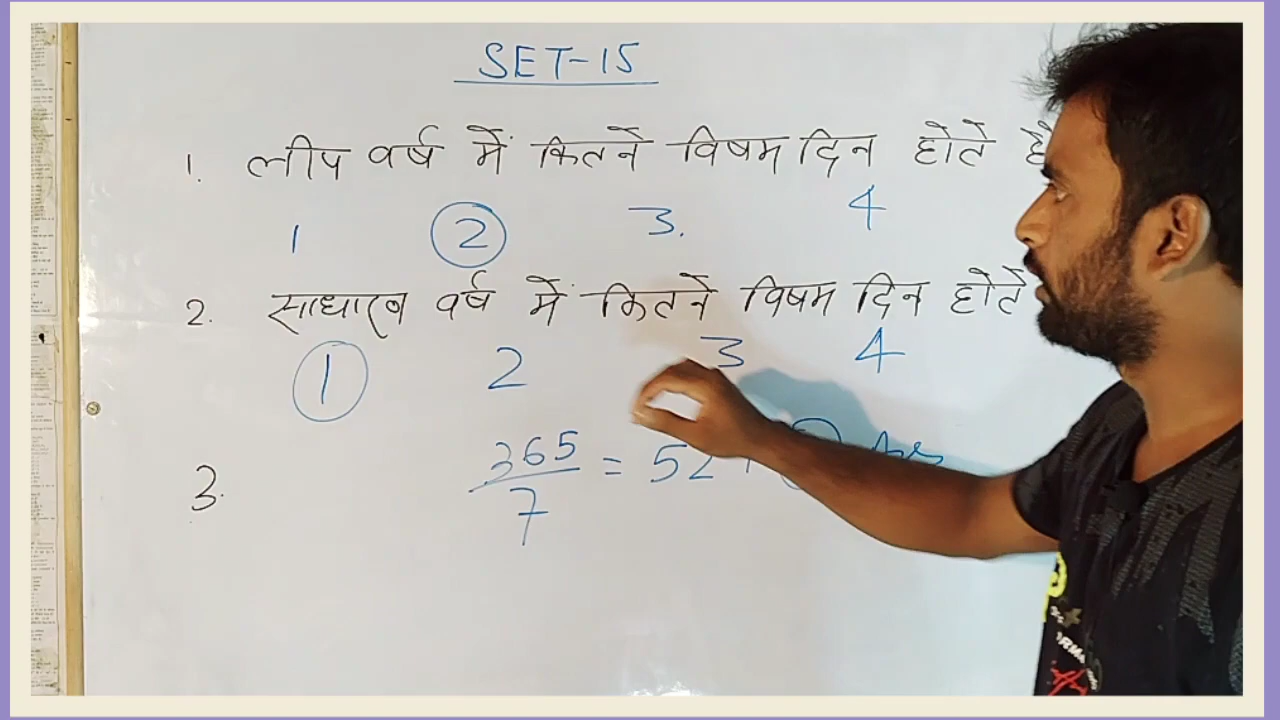 SET-15
1. लीप वर्ष में कितने विषम दिन होते है
1 2 3. 4
2. साधारव वर्ष में कितने विषम दिन होते
1 2 3 4
3. 365/7 = 52